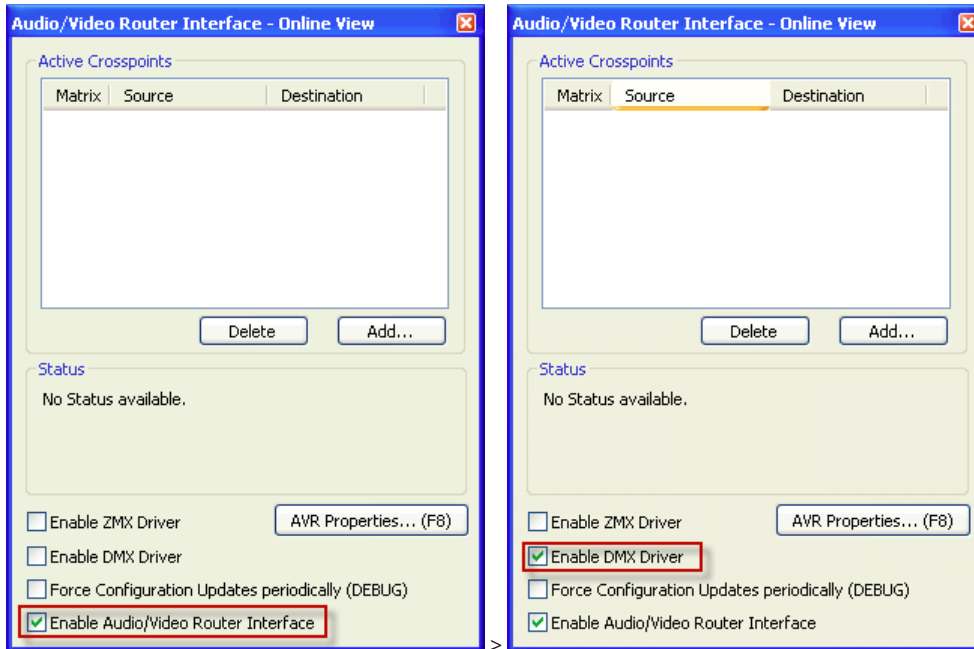 Audio/Video Router Interface - Online View
Active Crosspoints
Matrix Source Destination
Delete Add...
Status
No Status available.
Enable ZMX Driver AVR Properties... (F8)
Enable DMX Driver
Force Configuration Updates periodically (DEBUG)
Enable Audio/Video Router Interface
>
Audio/Video Router Interface - Online View
Active Crosspoints
Matrix Source Destination
Delete Add...
Status
No Status available.
Enable ZMX Driver AVR Properties... (F8)
Enable DMX Driver
Force Configuration Updates periodically (DEBUG)
Enable Audio/Video Router Interface